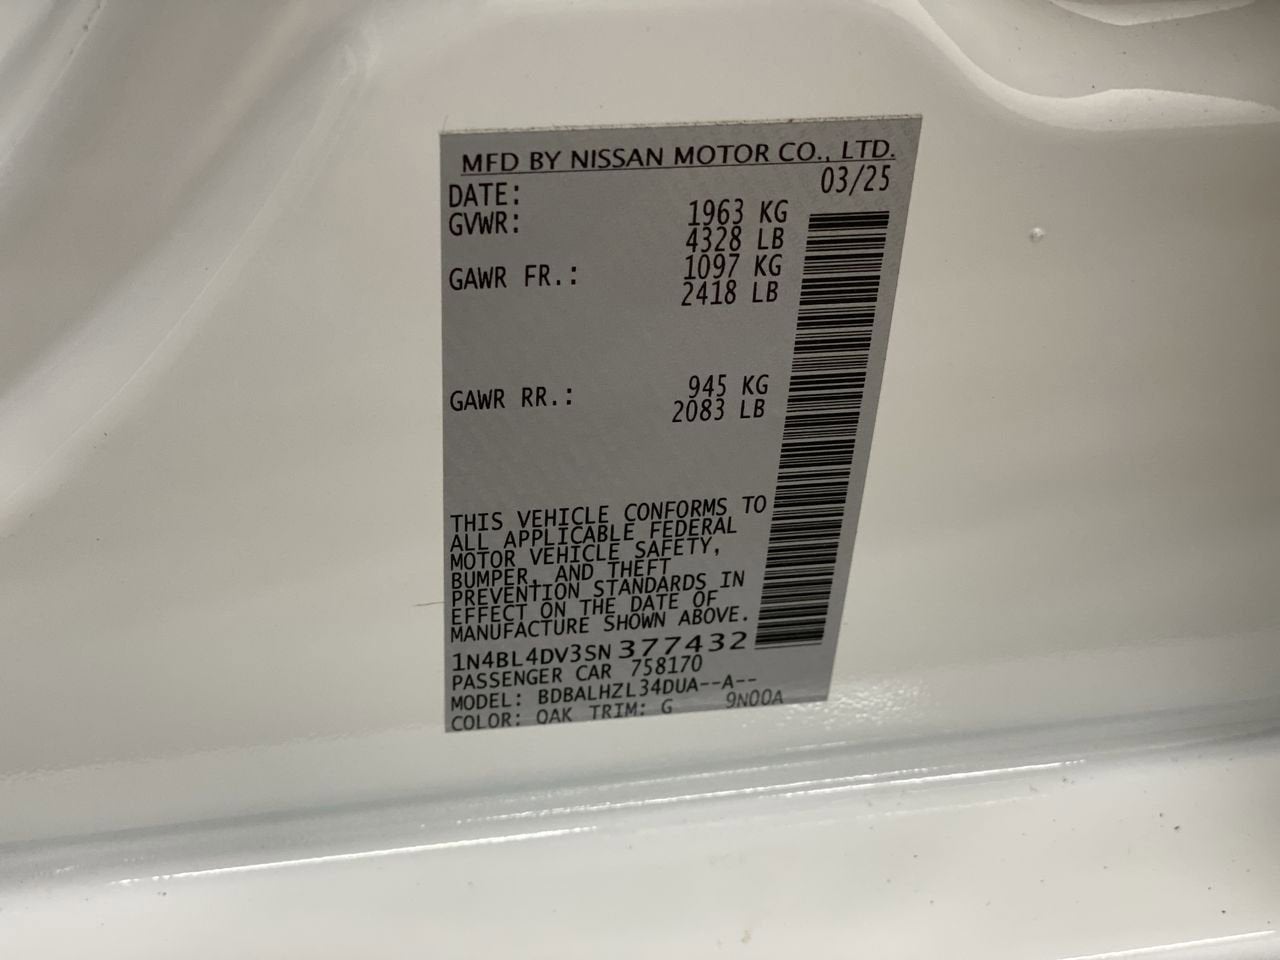 MFD BY NISSAN MOTOR CO., LTD.
DATE: 03/25
GVWR: 1963 KG
4328 LB
GAWR FR.: 1097 KG
2418 LB
GAWR RR.: 945 KG
2083 LB
THIS VEHICLE CONFORMS TO
ALL APPLICABLE FEDERAL
MOTOR VEHICLE SAFETY,
BUMPER, AND THEFT
PREVENTION STANDARDS IN
EFFECT ON THE DATE OF
MANUFACTURE SHOWN ABOVE.
1N4BL4DV3SN377432
PASSENGER CAR 758170
MODEL: BDBALHZL34DUA--A--
COLOR: QAK TRIM: G 9N00A